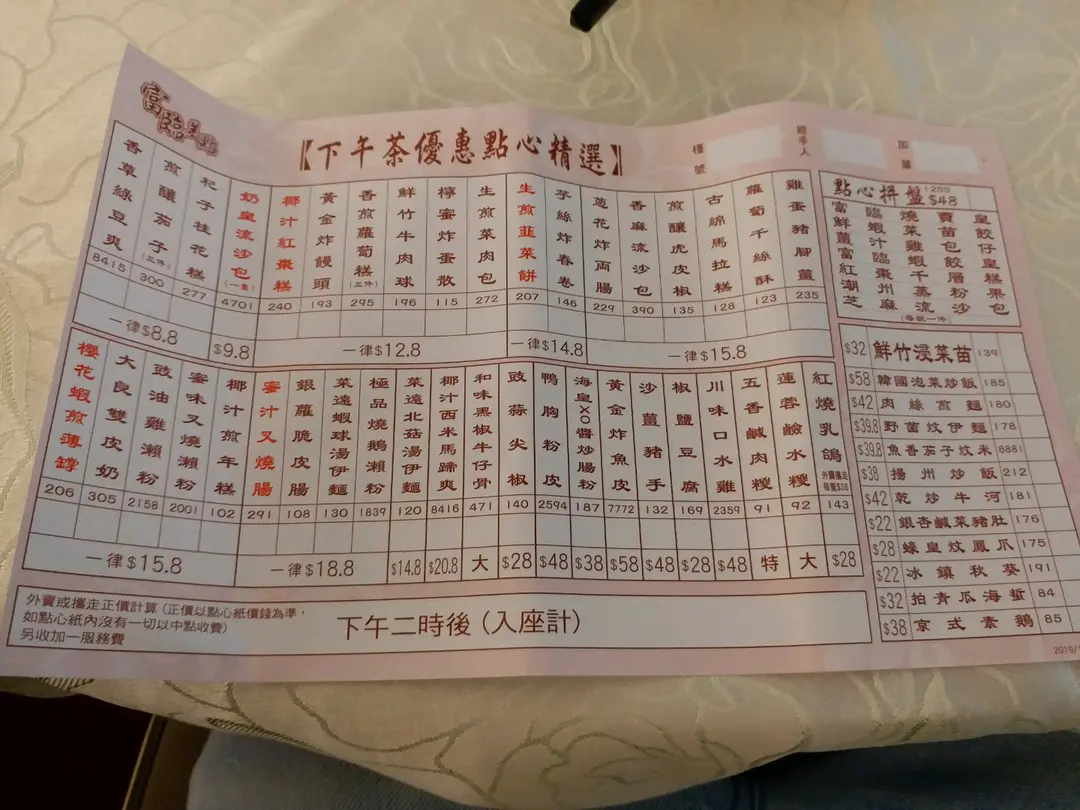 富臨美點
【下午茶優惠點心精選】
檯號
經手人
加單
香草綠豆爽 8415
煎釀茄子(三件) 300
杞子桂花糕 277
一律$8.8
奶皇流沙包(一隻) 4701
$9.8
椰汁紅棗糕 240
黃金炸饅頭 193
香煎蘿蔔糕(三件) 295
鮮竹牛肉球 196
檸蜜炸蛋散 115
生煎菜肉包 272
一律$12.8
生煎韮菜餅 207
芋絲炸春卷 146
一律$14.8
蔥花炸両腸 229
香麻流沙包 390
煎釀虎皮椒 135
古綿馬拉糕 128
蘿蔔千絲酥 123
雞蛋豬腳薑 235
一律$15.8
櫻花蝦煎薄罉 206
大良雙皮奶 305
豉油雞瀨粉 2158
蜜味叉燒瀨粉 2001
椰汁煎年糕 102
一律$15.8
蜜汁叉燒腸 291
銀蘿脆皮腸 108
菜遠蝦球湯伊麵 130
極品燒鵝瀨粉 1839
一律$18.8
菜遠北菇湯伊麵 120
$14.8
椰汁西米馬蹄爽 8416
$20.8
和味黑椒牛仔骨 471
大
豉蒜尖椒 140
$28
鴨胸粉皮 2594
$48
海皇XO醬炒腸粉 187
$38
黃金炸魚皮 7772
$58
沙薑豬手 132
$48
椒鹽豆腐 169
$28
川味口水雞 2359
$48
五香鹹肉糉 91
特
蓮蓉鹼水糉 92
大
紅燒乳鴿 外賣攜走每隻$38 143
$28
點心拼盤 1255 $48
富臨燒賣皇
鮮蝦菜苗餃
薑汁雞包仔
富臨蝦餃皇
紅棗千層糕
潮州蒸粉果
芝麻流沙包
(每款一件)
$32 鮮竹浸菜苗 139
$58 韓國泡菜炒飯 185
$42 肉絲煎麵 180
$39.8 野菌炆伊麵 178
$39.8 魚香茄子炆米 6881
$38 揚州炒飯 212
$42 乾炒牛河 181
$22 銀杏鹹菜豬肚 176
$28 蠔皇炆鳳爪 175
$22 冰鎮秋葵 191
$32 拍青瓜海蜇 84
$38 京式素鵝 85
外賣或攜走正價計算(正價以點心紙價錢為準,
如點心紙內沒有一切以中點收費)
另收加一服務費
下午二時後(入座計)